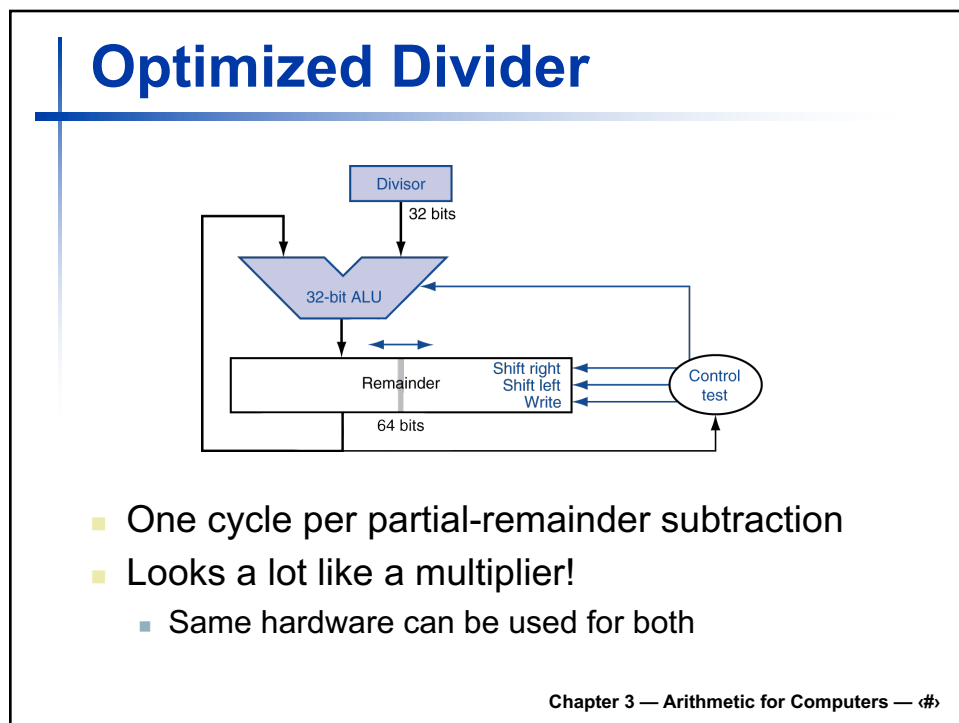 Optimized Divider
Divisor
32 bits
32-bit ALU
Remainder
Shift right
Shift left
Write
Control
test
64 bits
One cycle per partial-remainder subtraction
Looks a lot like a multiplier!
Same hardware can be used for both
Chapter 3 — Arithmetic for Computers — ‹#›